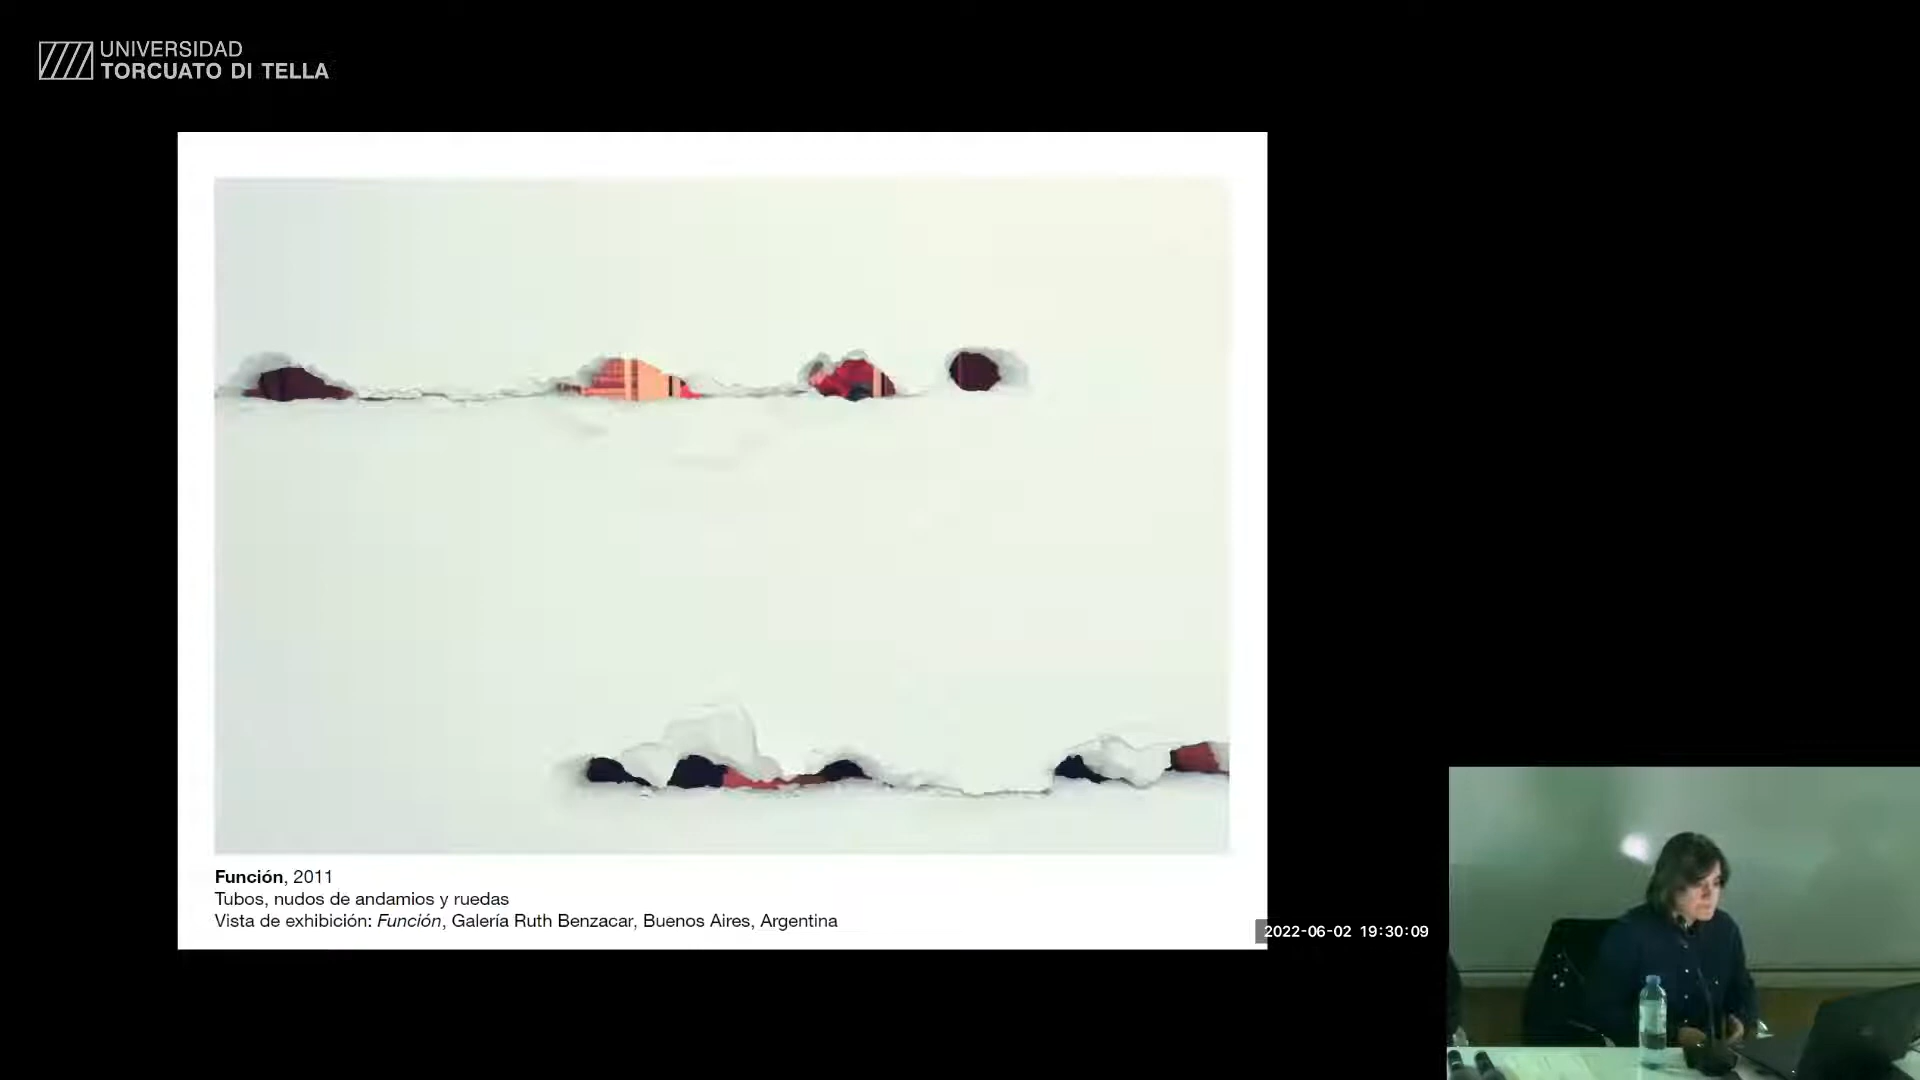 UNIVERSIDAD
TORCUATO DI TELLA
Función, 2011
Tubos, nudos de andamios y ruedas
Vista de exhibición: Función, Galería Ruth Benzacar, Buenos Aires, Argentina
2022-06-02 19:30:09